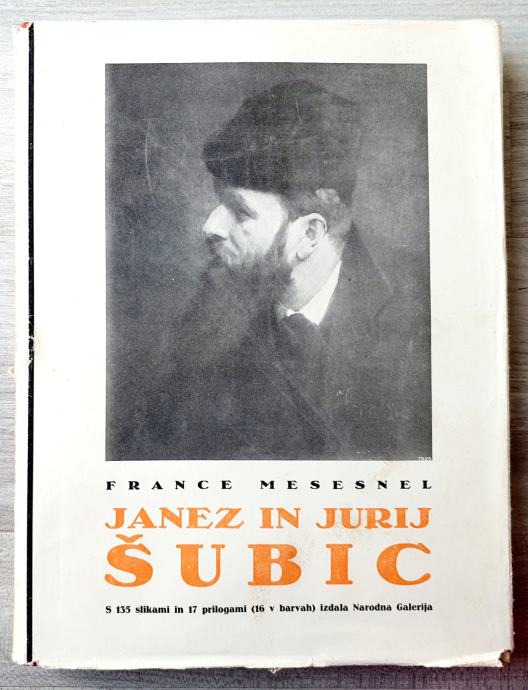 FRANCE MESESNEL
JANEZ IN JURIJ
ŠUBIC
S 135 slikami in 17 prilogami (16 v barvah) izdala Narodna Galerija